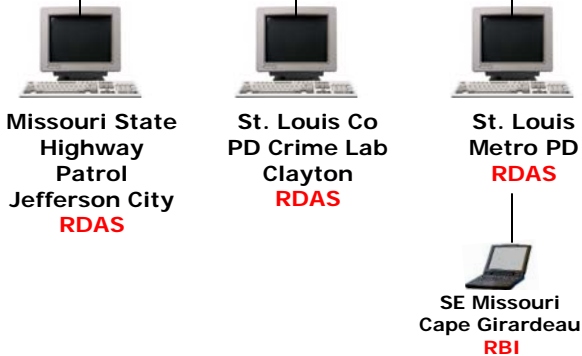 Missouri State
Highway
Patrol
Jefferson City
RDAS
St. Louis Co
PD Crime Lab
Clayton
RDAS
St. Louis
Metro PD
RDAS
SE Missouri
Cape Girardeau
RBI